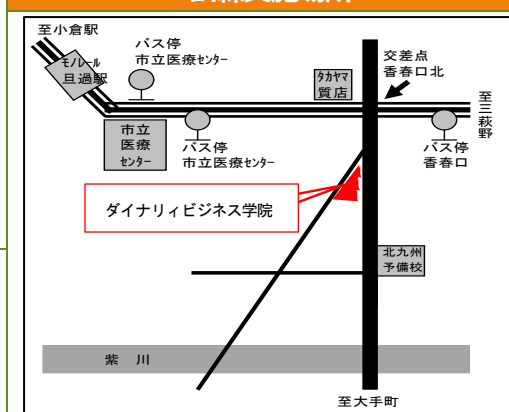 至小倉駅
モノレール
旦過駅
バス停
市立医療センター
タカヤマ
質店
交差点
香春口北
至三萩野
市立
医療
センター
バス停
市立医療センター
バス停
香春口
ダイナリィビジネス学院
北九州
予備校
紫川
至大手町